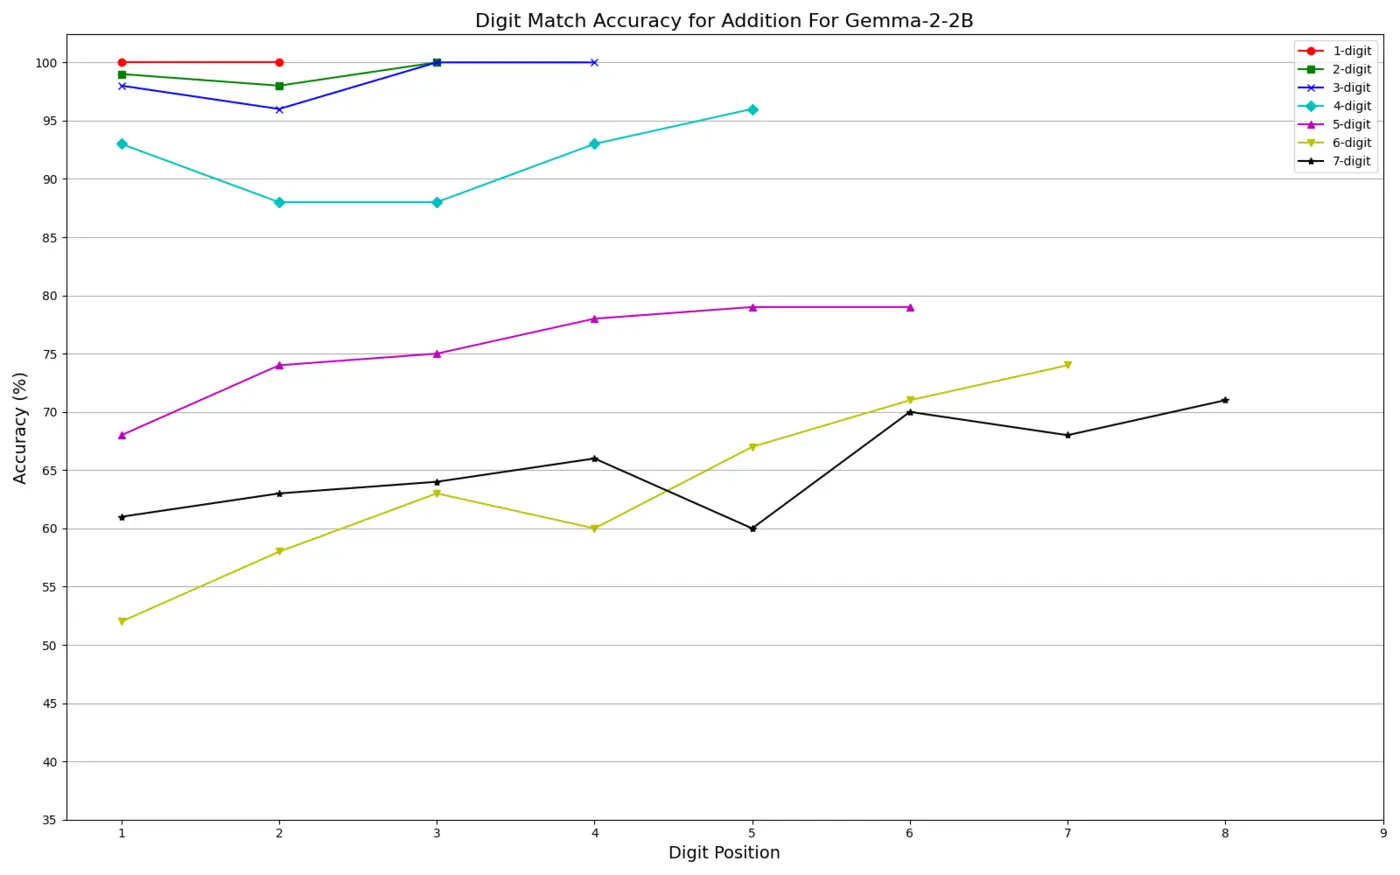 Digit Match Accuracy for Addition For Gemma-2-2B
100
95
90
85
80
75
70
65
60
55
50
45
40
35
Accuracy (%)
1-digit
2-digit
3-digit
4-digit
5-digit
6-digit
7-digit
1 2 3 4 5 6 7 8 9
Digit Position